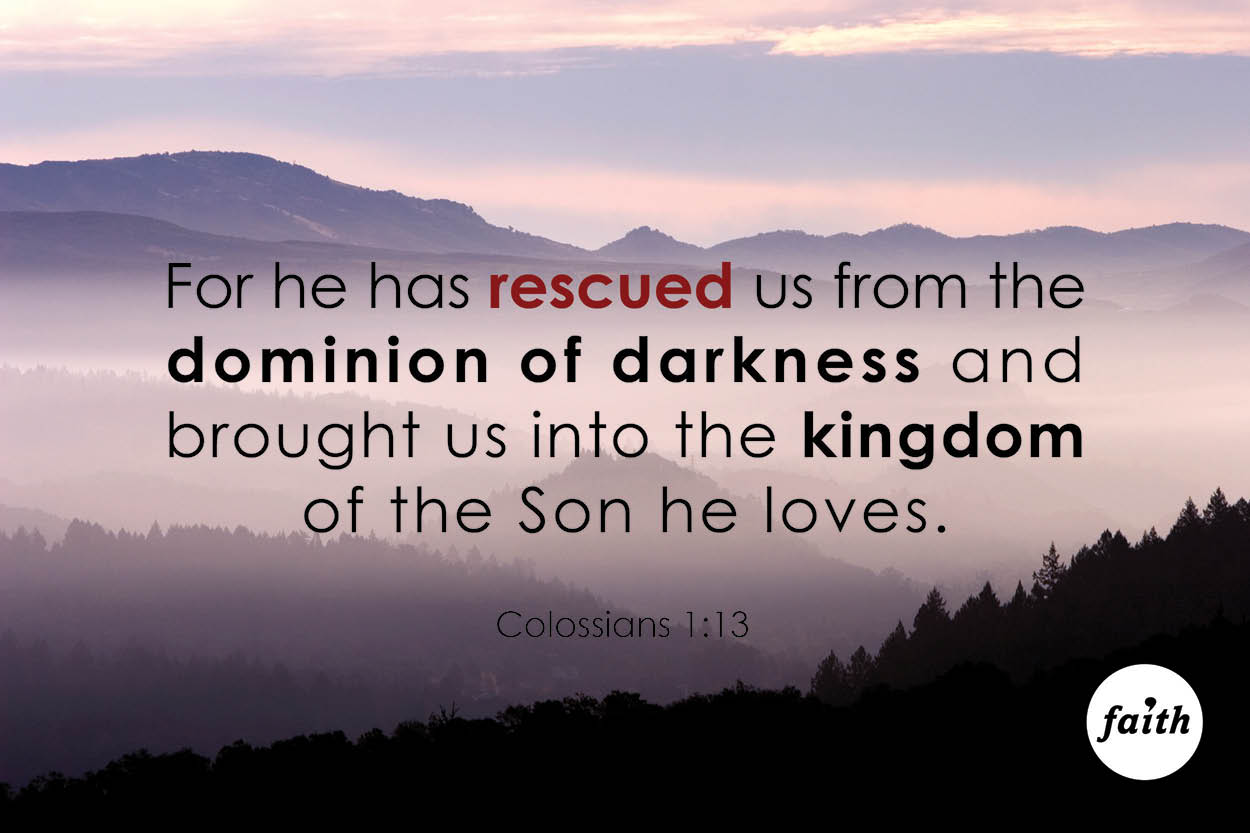 For he has rescued us from the
dominion of darkness and
brought us into the kingdom
of the Son he loves.
Colossians 1:13
faith